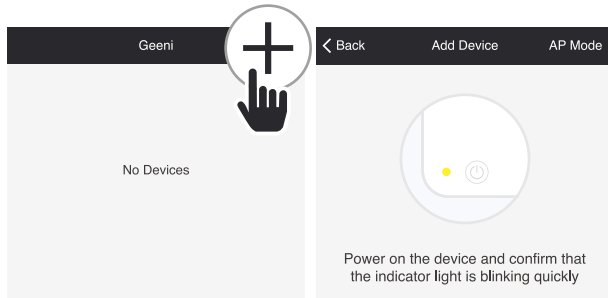 Geeni
No Devices
Back
Add Device
AP Mode
Power on the device and confirm that
the indicator light is blinking quickly